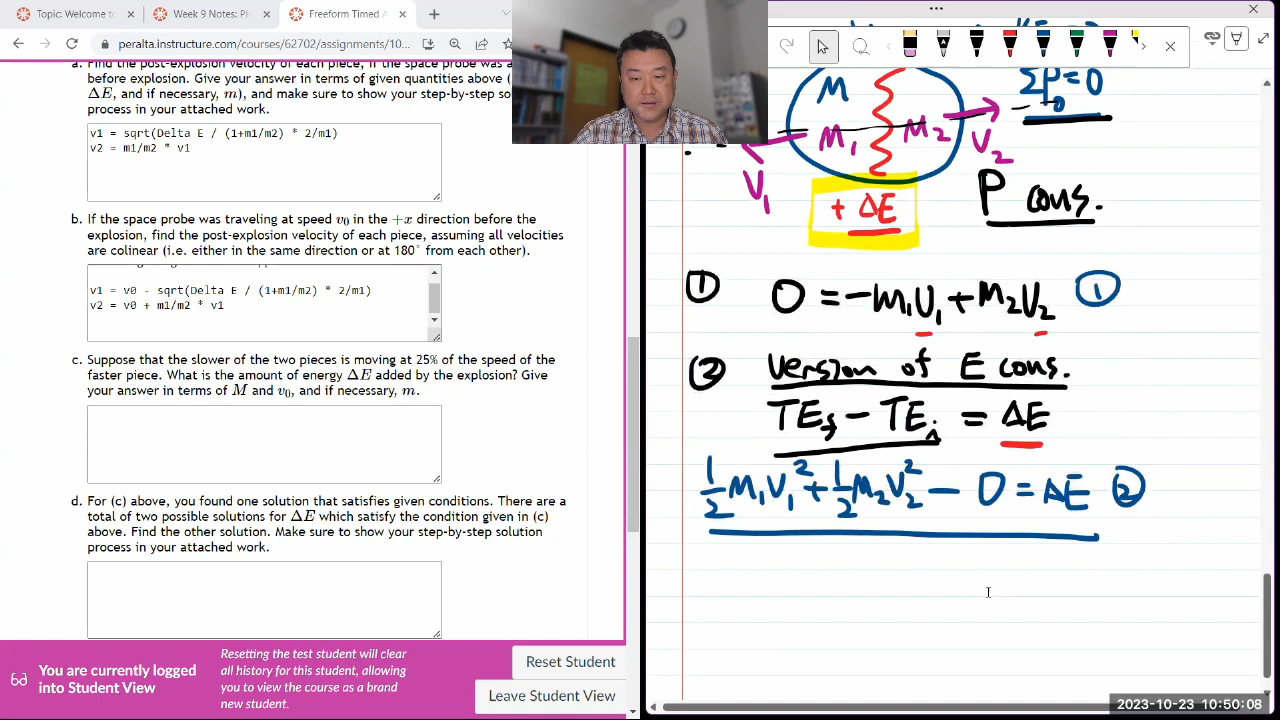 Topic: Welcome to
Week 9 Notes: PH
Freeform Timed A
peralta.instructure.com/courses/62701/assignment
a. Find the post-explosion velocity of each piece, if the space probe was a
before explosion. Give your answer in terms of given quantities above (
ΔE, and if necessary, m), and make sure to show your step-by-step so
process in your attached work.
v1 = sqrt(Delta E / (1+m1/m2) * 2/m1)
v2 = m1/m2 * v1
b. If the space probe was traveling at speed v0 in the +x direction before the
explosion, find the post-explosion velocity of each piece, assuming all velocities
are colinear (i.e. either in the same direction or at 180° from each other).
v1 = v0 - sqrt(Delta E / (1+m1/m2) * 2/m1)
v2 = v0 + m1/m2 * v1
c. Suppose that the slower of the two pieces is moving at 25% of the speed of the
faster piece. What is the amount of energy ΔE added by the explosion? Give
your answer in terms of M and v0, and if necessary, m.
d. For (c) above, you found one solution that satisfies given conditions. There are a
total of two possible solutions for ΔE which satisfy the condition given in (c)
above. Find the other solution. Make sure to show your step-by-step solution
process in your attached work.
You are currently logged
into Student View
Resetting the test student will clear
all history for this student, allowing
you to view the course as a brand
new student.
Reset Student
Leave Student View
M
M1
M2
V1
V2
Σp=0
+ ΔE
P cons.
① 0 = -M1V1 + M2V2 ①
② Version of E cons.
TEf - TEi = ΔE
1/2 M1V1² + 1/2 M2V2² - 0 = ΔE ②
2023-10-23 10:50:08